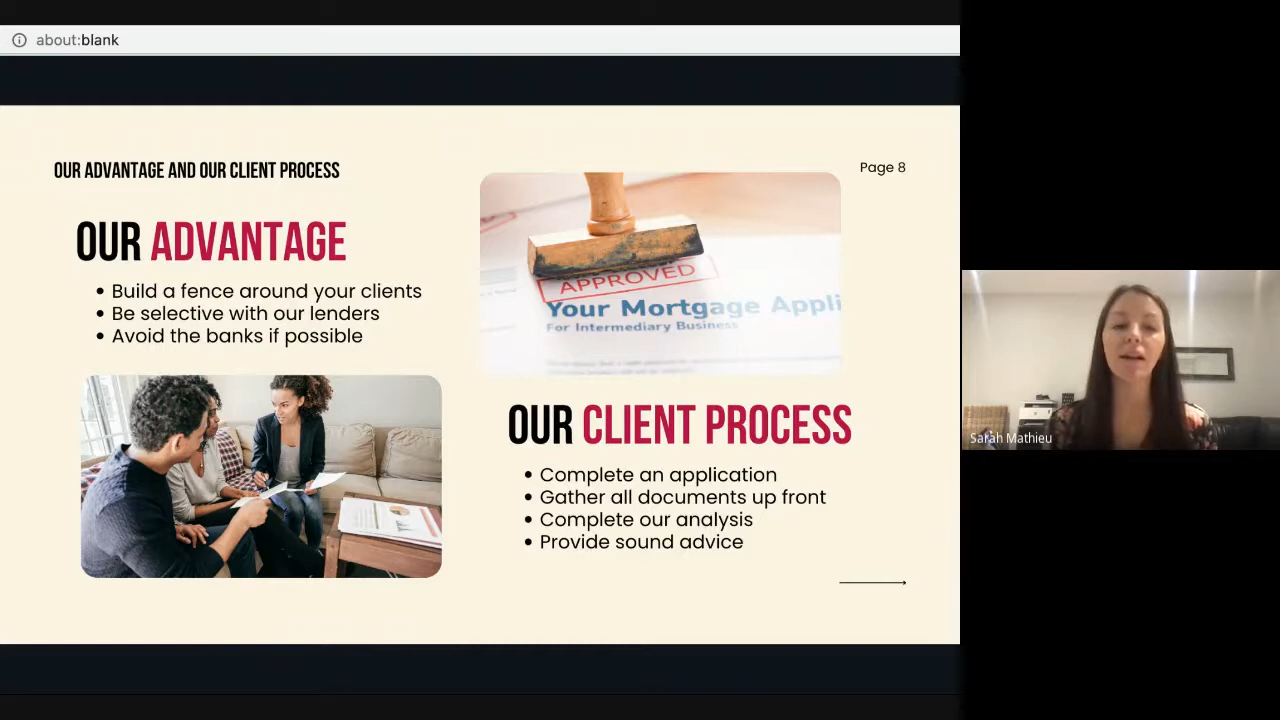 about:blank
OUR ADVANTAGE AND OUR CLIENT PROCESS
Page 8
OUR ADVANTAGE
• Build a fence around your clients
• Be selective with our lenders
• Avoid the banks if possible
APPROVED
Your Mortgage Appli
For Intermediary Business
OUR CLIENT PROCESS
• Complete an application
• Gather all documents up front
• Complete our analysis
• Provide sound advice
Sarah Mathieu